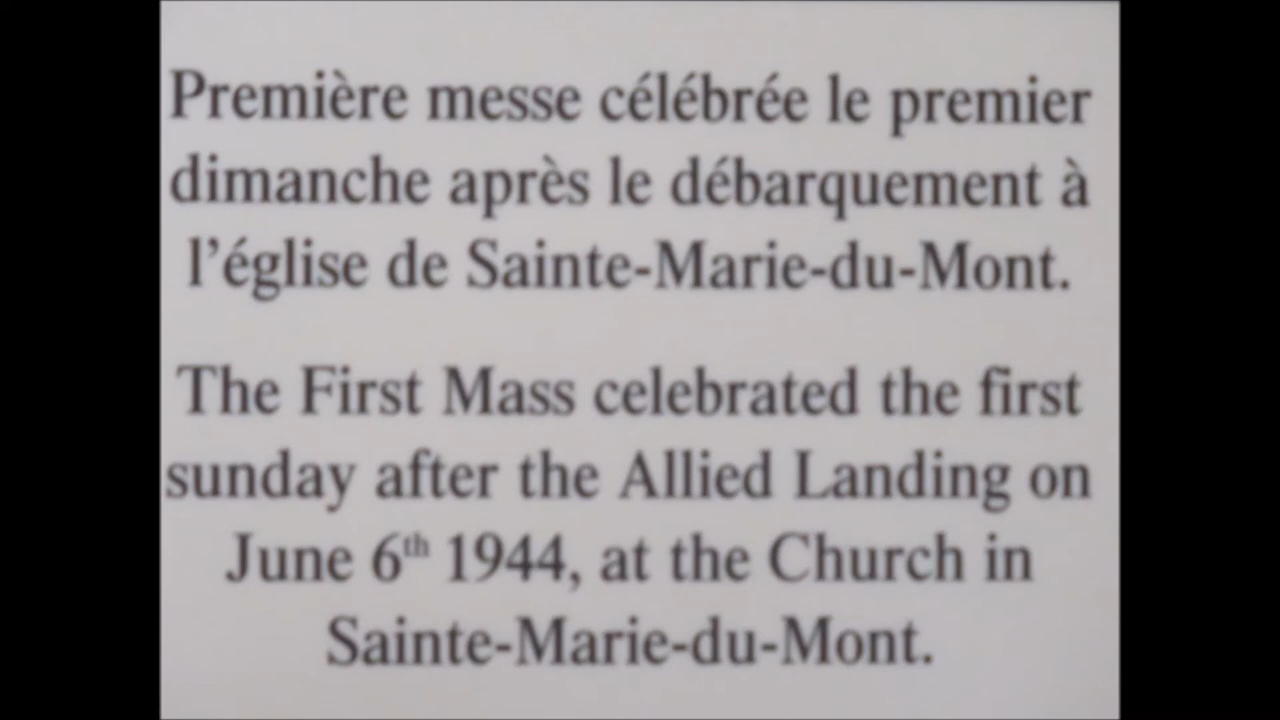 Première messe célébrée le premier
dimanche après le débarquement à
l’église de Sainte-Marie-du-Mont.
The First Mass celebrated the first
sunday after the Allied Landing on
June 6th 1944, at the Church in
Sainte-Marie-du-Mont.